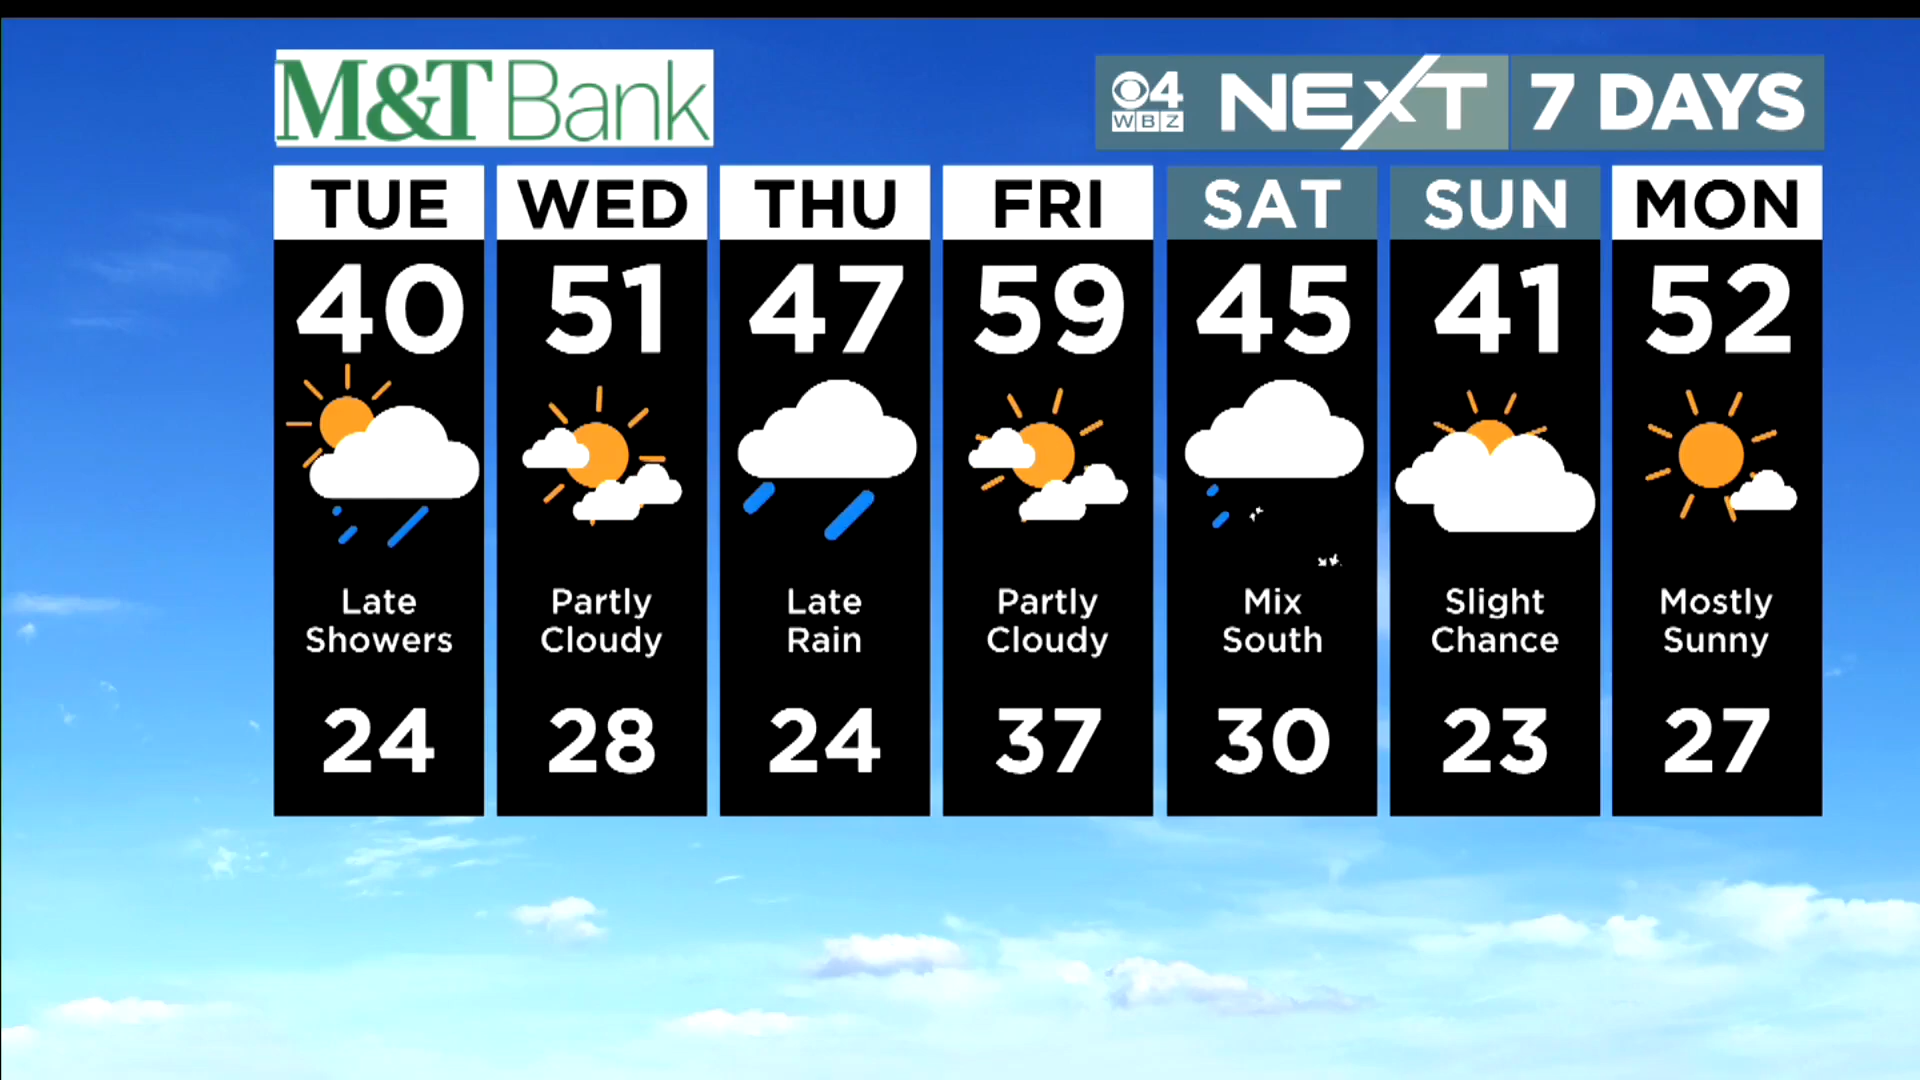 M&T Bank
4 NEXT 7 DAYS
WBZ
TUE WED THU FRI SAT SUN MON
40 51 47 59 45 41 52
Late Partly Late Partly Mix Slight Mostly
Showers Cloudy Rain Cloudy South Chance Sunny
24 28 24 37 30 23 27